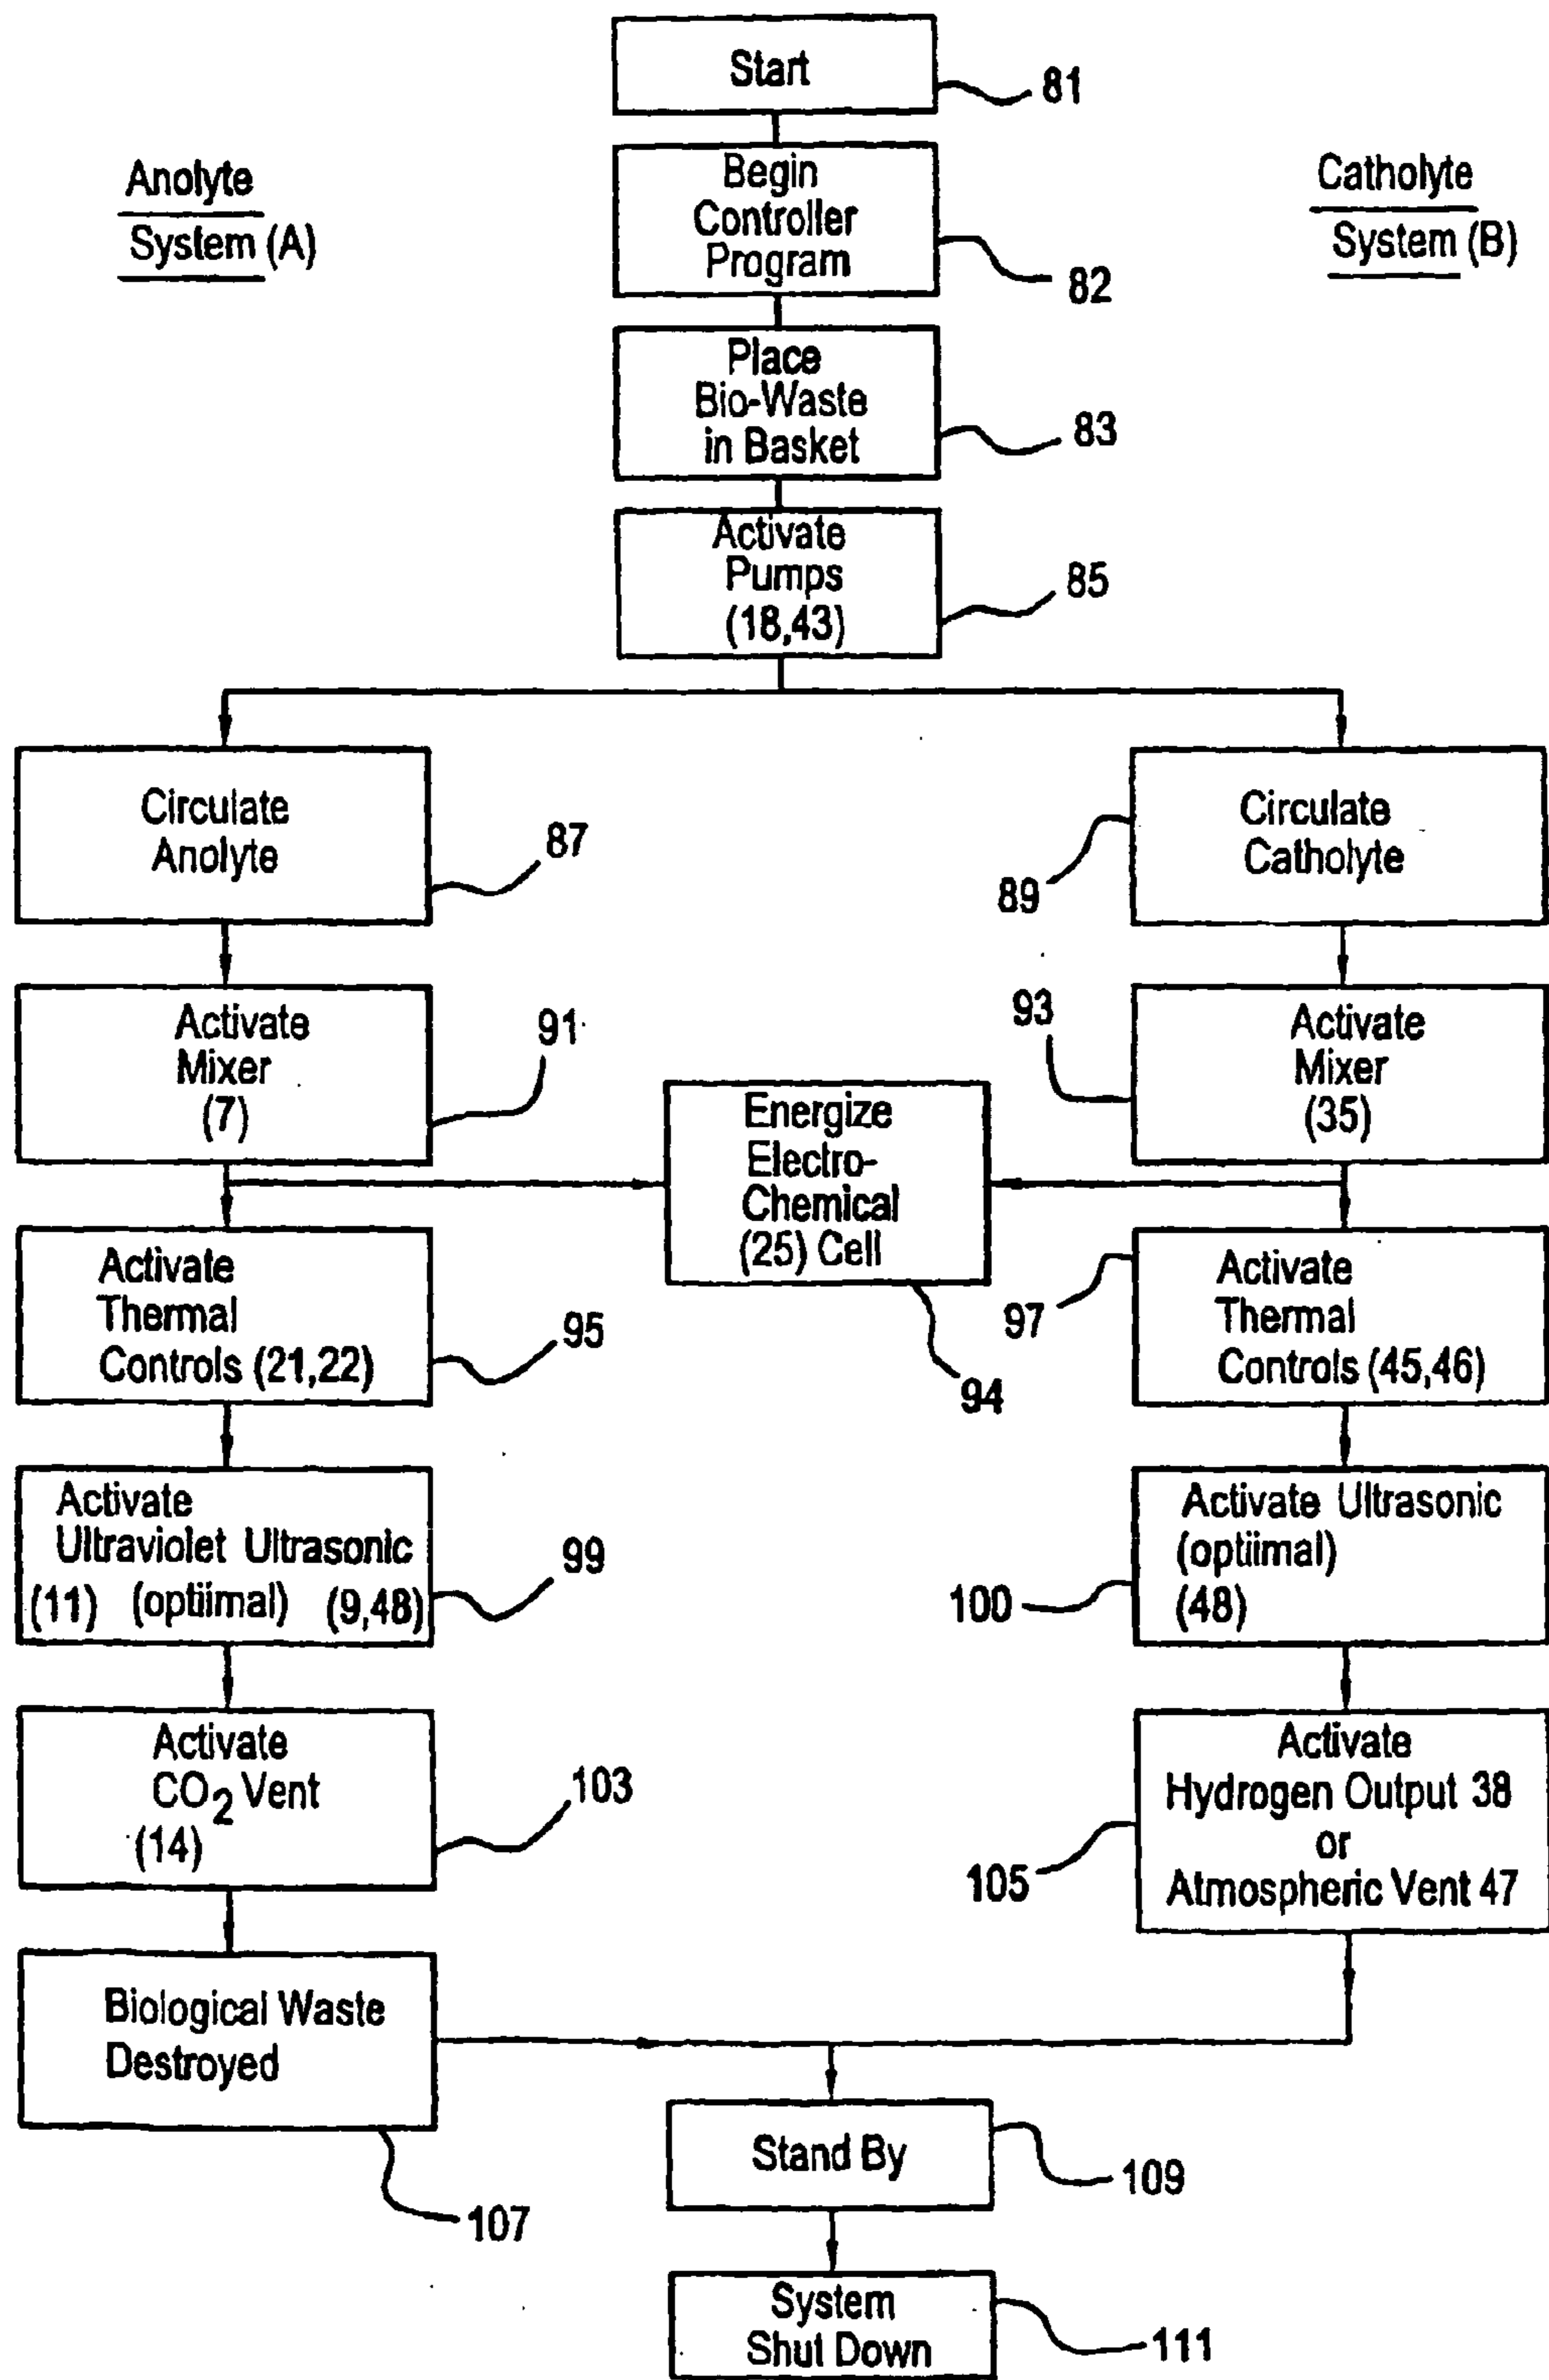 Start
81
Anolyte
System (A)
Catholyte
System (B)
Begin
Controller
Program
82
Place
Bio-Waste
in Basket
83
Activate
Pumps
(18,43)
85
Circulate
Anolyte
87
Circulate
Catholyte
89
Activate
Mixer
(7)
91
93
Activate
Mixer
(35)
Energize
Electro-
Chemical
(25) Cell
94
Activate
Thermal
Controls (21,22)
95
97
Activate
Thermal
Controls (45,46)
Activate
Ultraviolet Ultrasonic
(11) (optiimal) (9,48)
99
Activate Ultrasonic
(optiimal)
(48)
100
Activate
CO2 Vent
(14)
103
Activate
Hydrogen Output 38
or
Atmospheric Vent 47
105
Biological Waste
Destroyed
107
Stand By
109
System
Shut Down
111